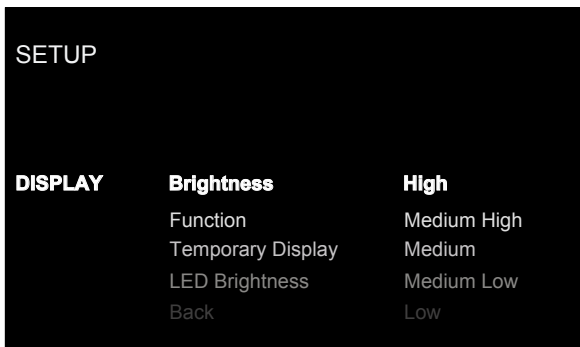 SETUP
DISPLAY Brightness High
Function Medium High
Temporary Display Medium
LED Brightness Medium Low
Back Low